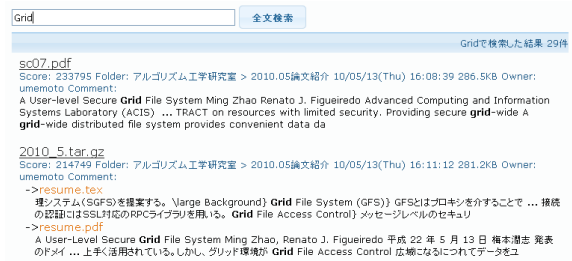 Grid 全文検索
Gridで検索した結果 29件
sc07.pdf
Score: 233795 Folder: アルゴリズム工学研究室 > 2010.05論文紹介 10/05/13(Thu) 16:08:39 286.5kB Owner:
umemoto Comment:
A User-level Secure Grid File System Ming Zhao Renato J. Figueiredo Advanced Computing and Information
Systems Laboratory (ACIS) ... TRACT on resources with limited security. Providing secure grid-wide A
grid-wide distributed file system provides convenient data da
2010_5.tar.gz
Score: 214749 Folder: アルゴリズム工学研究室 > 2010.05論文紹介 10/05/13(Thu) 16:11:12 281.2KB Owner:
umemoto Comment:
->resume.tex
理システム(SGFS)を提案する。 \large Background} Grid File System (GFS)} GFSとはプロキシを介することで ... 接続
の認証にはSSL対応のRPCライブラリを用いる。 Grid File Access Control} メッセージレベルのセキュリ
->resume.pdf
A User-Level Secure Grid File System Ming Zhao, Renato J. Figueiredo 平成 22 年 5 月 13 日 梅本潤志 発表
のドメイ ... 上手く活用されている。しかし、グリッド環境が Grid File Access Control 広域になるにつれてデータをユ